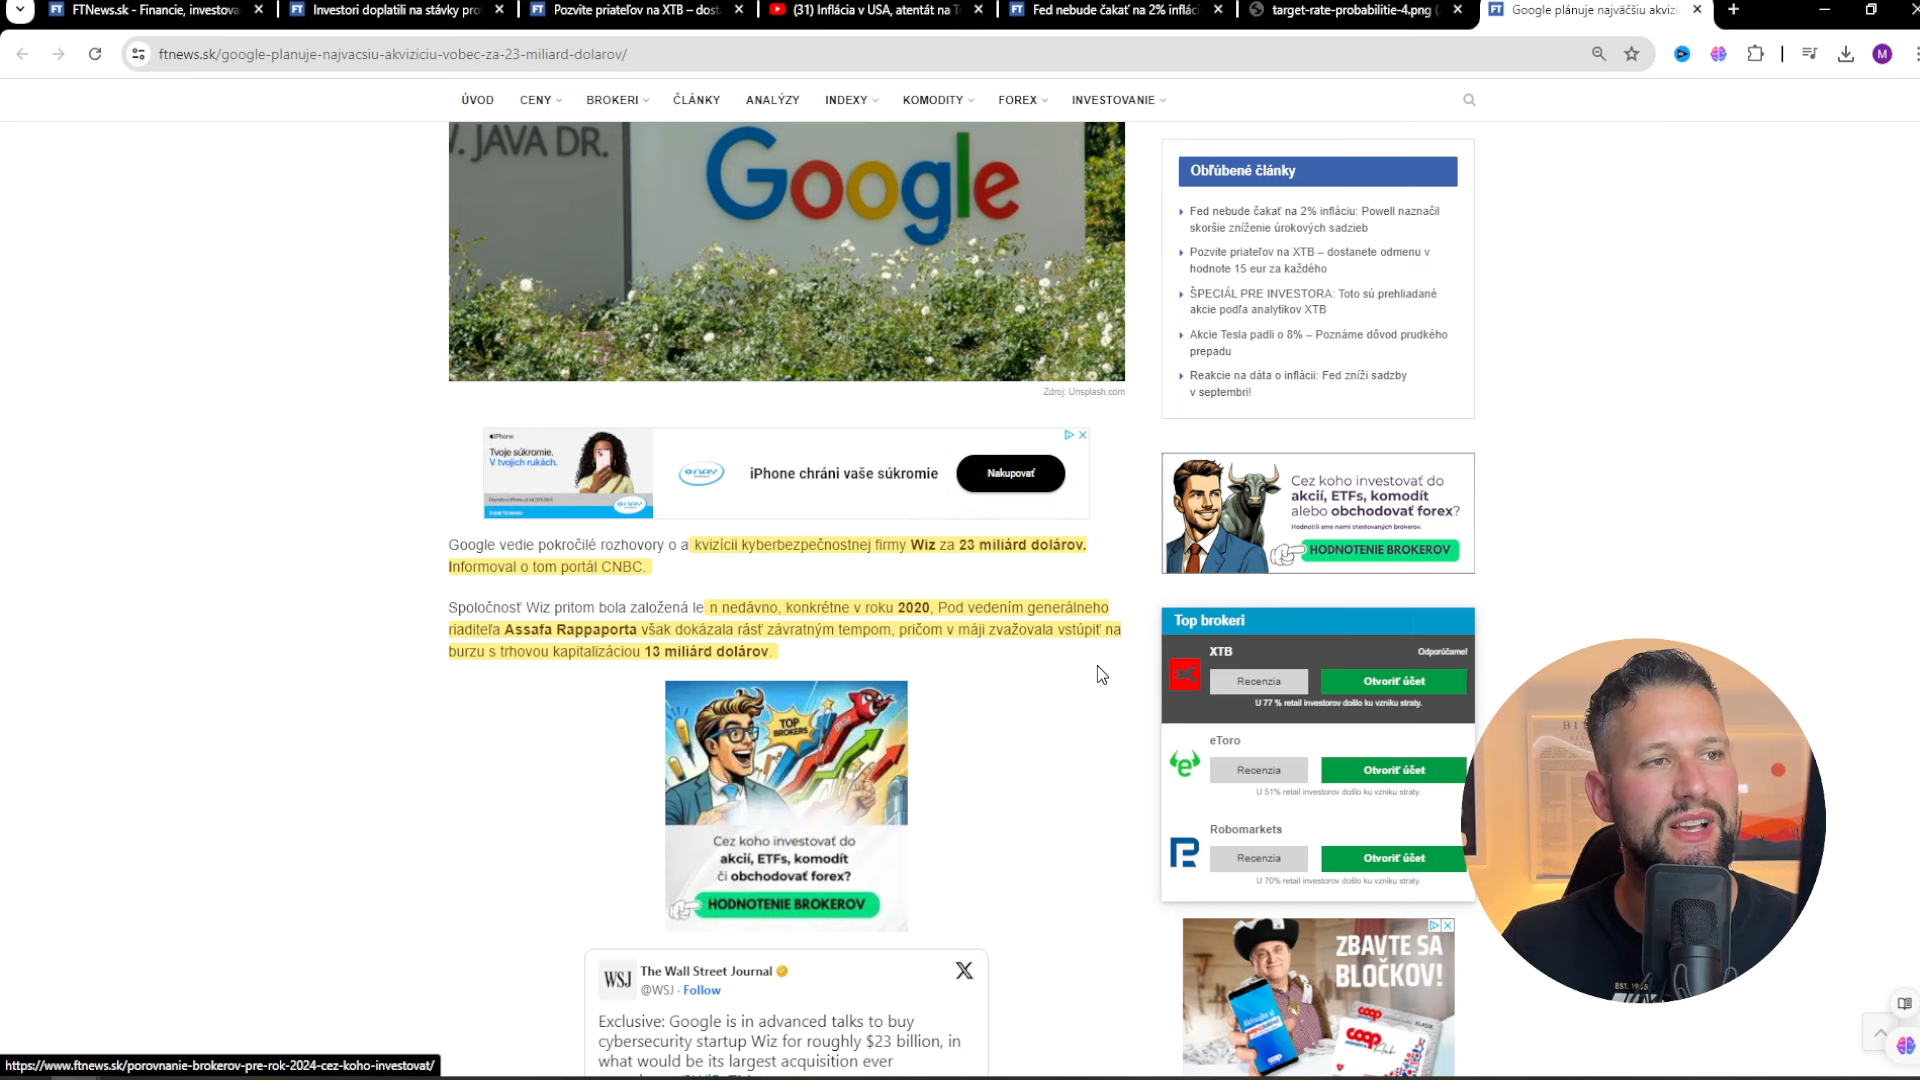 FTNews.sk - Financie, investova
Investori doplatili na stávky pro
Pozvite priateľov na XTB – dost
(31) Inflácia v USA, atentát na T
Fed nebude čakať na 2% inflác
target-rate-probabilitie-4.png (
Google plánuje najväčšiu akvizí
ftnews.sk/google-planuje-najvacsiu-akviziciu-vobec-za-23-miliard-dolarov/
M
ÚVOD
CENY
BROKERI
ČLÁNKY
ANALÝZY
INDEXY
KOMODITY
FOREX
INVESTOVANIE
W. JAVA DR.
Google
Zdroj: Unsplash.com
Obľúbené články
Fed nebude čakať na 2% infláciu: Powell naznačil
skoršie zníženie úrokových sadzieb
Pozvite priateľov na XTB – dostanete odmenu v
hodnote 15 eur za každého
ŠPECIÁL PRE INVESTORA: Toto sú prehliadané
akcie podľa analytikov XTB
Akcie Tesla padli o 8% – Poznáme dôvod prudkého
prepadu
Reakcie na dáta o inflácii: Fed zníži sadzby
v septembri!
iPhone
Tvoje súkromie.
V tvojich rukách.
NAY
iPhone chráni vaše súkromie
Nakupovať
Google vedie pokročilé rozhovory o a kvizícii kyberbezpečnostnej firmy Wiz za 23 miliárd dolárov.
Informoval o tom portál CNBC.
Spoločnosť Wiz pritom bola založená le n nedávno, konkrétne v roku 2020, Pod vedením generálneho
riaditeľa Assafa Rappaporta však dokázala rásť závratným tempom, pričom v máji zvažovala vstúpiť na
burzu s trhovou kapitalizáciou 13 miliárd dolárov.
Cez koho investovať do
akcií, ETFs, komodít
alebo obchodovať forex?
Hodnotili sme nami otestovaných brokerov.
HODNOTENIE BROKEROV
Top brokeri
XTB
Odporúčame!
Recenzia
Otvoriť účet
U 77 % retail investorov došlo ku vzniku straty.
eToro
Recenzia
Otvoriť účet
U 51% retail investorov došlo ku vzniku straty.
Robomarkets
Recenzia
Otvoriť účet
U 70% retail investorov došlo ku vzniku straty.
TOP
BROKERS
Cez koho investovať do
akcií, ETFs, komodít
či obchodovať forex?
HODNOTENIE BROKEROV
WSJ
The Wall Street Journal
@WSJ · Follow
Exclusive: Google is in advanced talks to buy
cybersecurity startup Wiz for roughly $23 billion, in
what would be its largest acquisition ever
ZBAVTE SA
BLOČKOV!
coop
https://www.ftnews.sk/porovnanie-brokerov-pre-rok-2024-cez-koho-investovat/